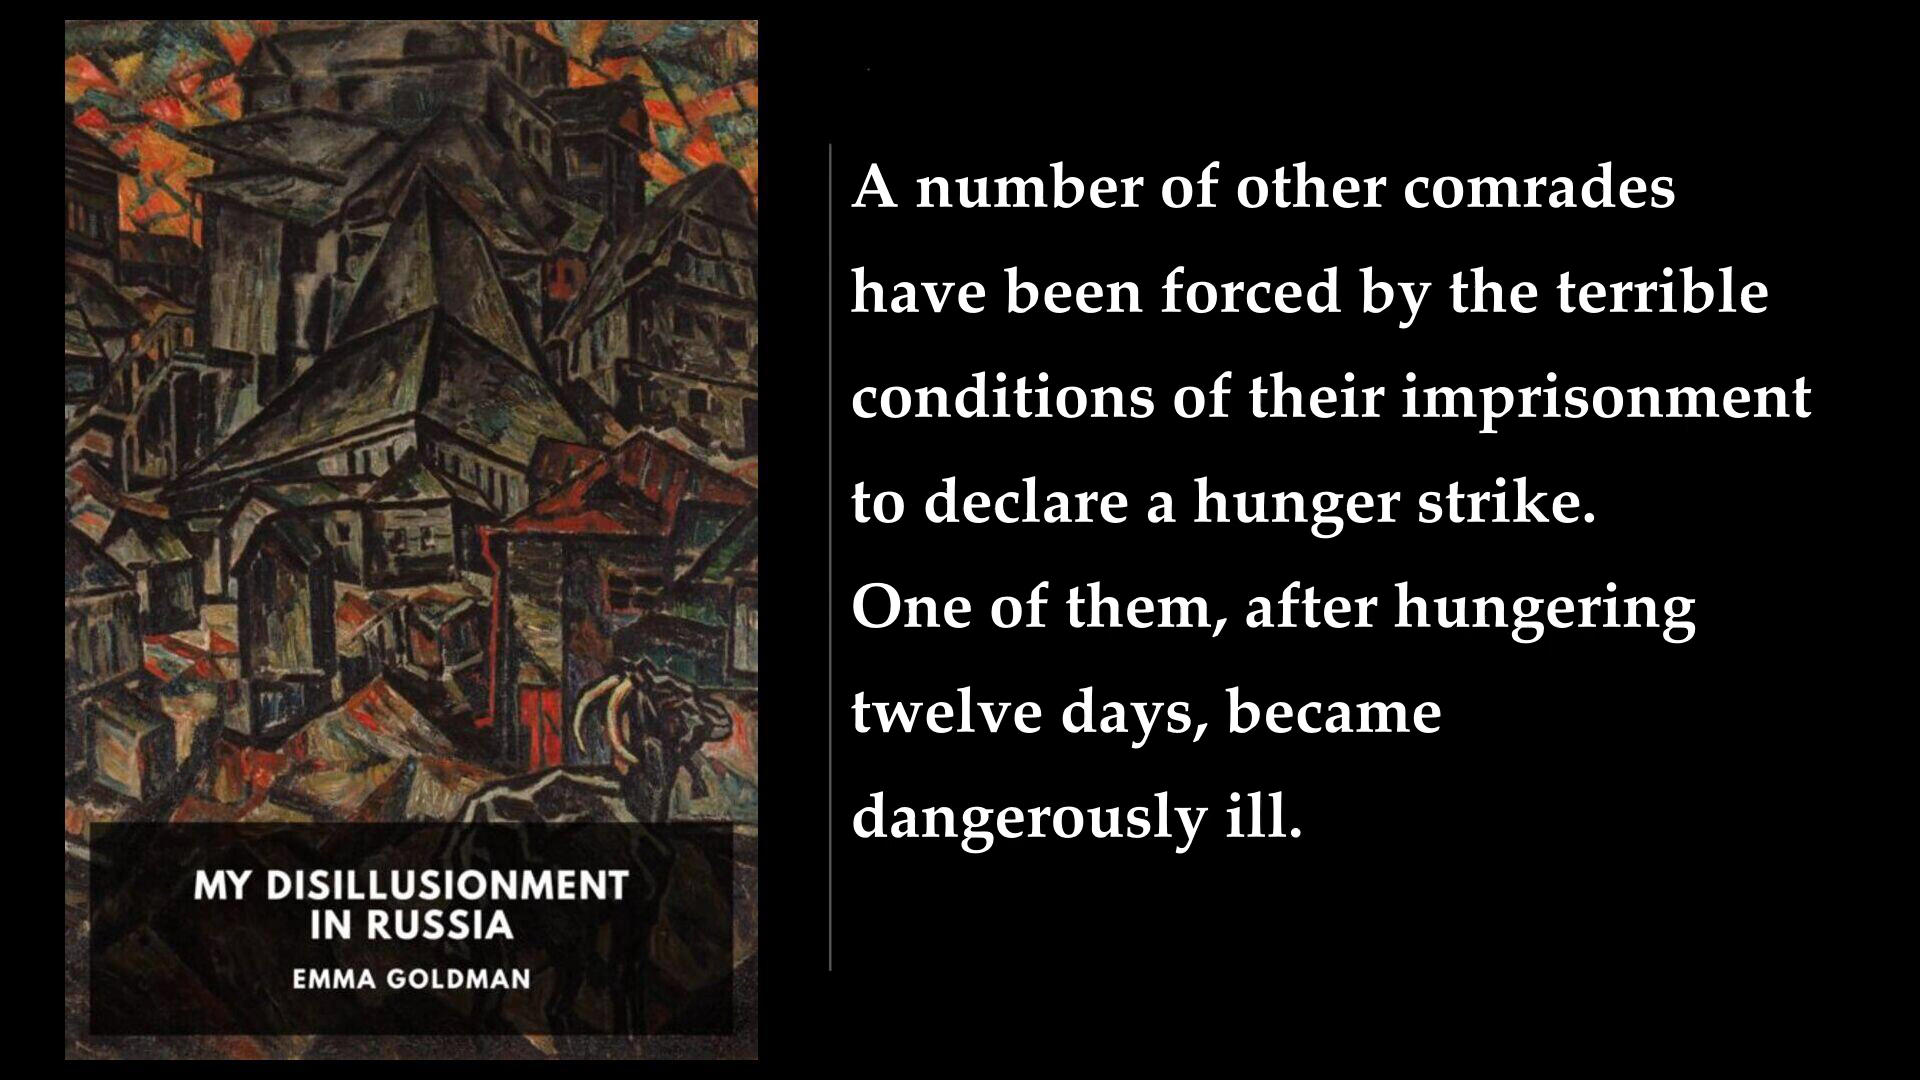 MY DISILLUSIONMENT
IN RUSSIA
EMMA GOLDMAN
A number of other comrades
have been forced by the terrible
conditions of their imprisonment
to declare a hunger strike.
One of them, after hungering
twelve days, became
dangerously ill.